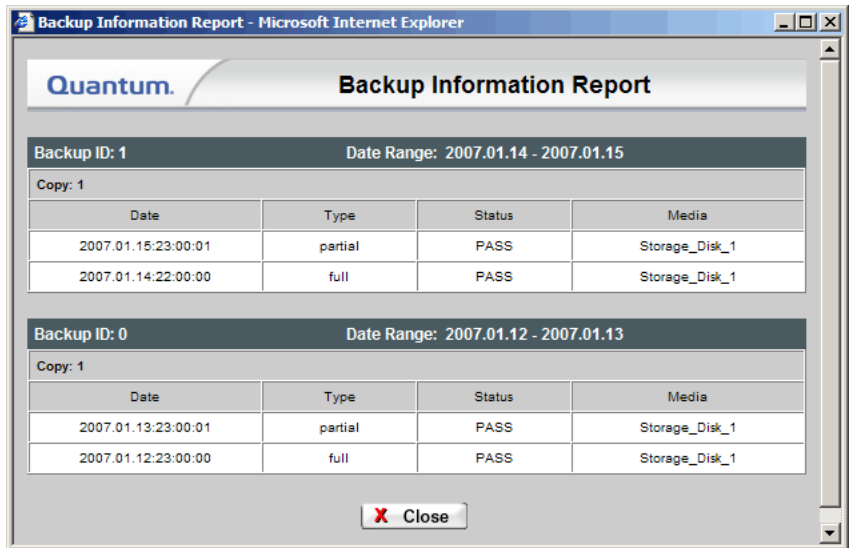 Backup Information Report - Microsoft Internet Explorer
Quantum. Backup Information Report
Backup ID: 1 Date Range: 2007.01.14 - 2007.01.15
Copy: 1
Date Type Status Media
2007.01.15:23:00:01 partial PASS Storage_Disk_1
2007.01.14:22:00:00 full PASS Storage_Disk_1
Backup ID: 0 Date Range: 2007.01.12 - 2007.01.13
Copy: 1
Date Type Status Media
2007.01.13:23:00:01 partial PASS Storage_Disk_1
2007.01.12:23:00:00 full PASS Storage_Disk_1
X Close